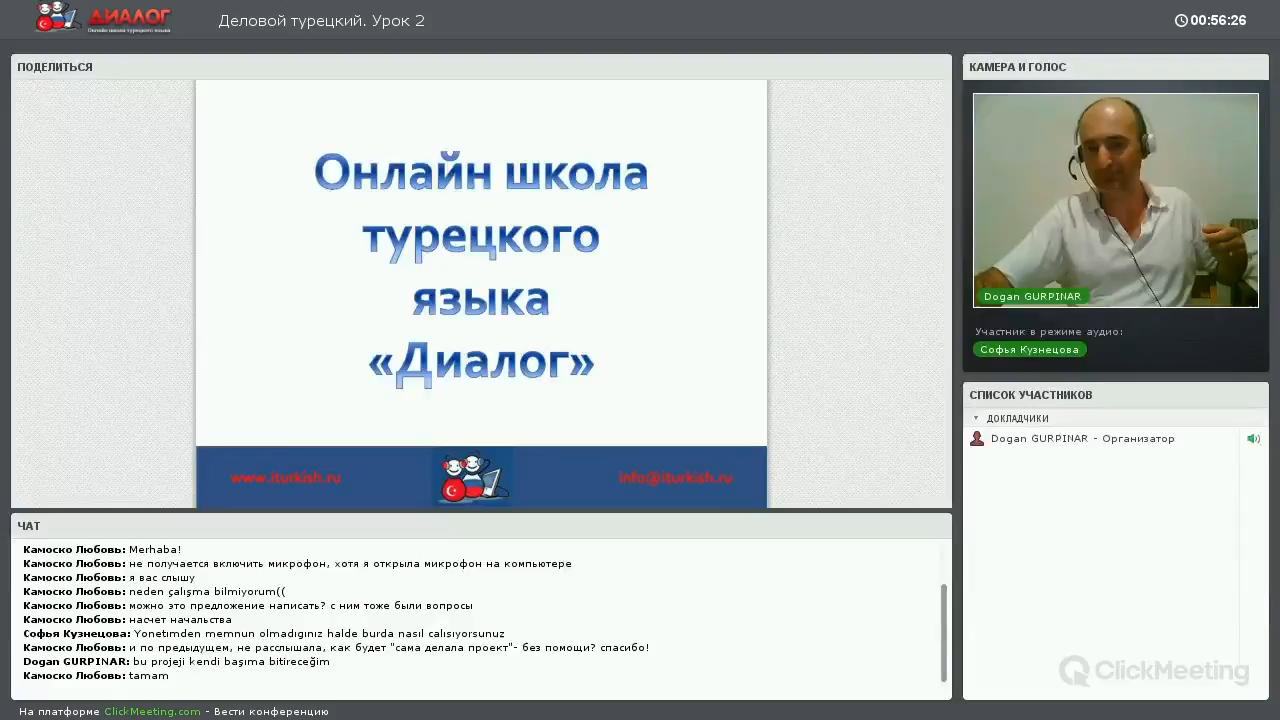 ДИАЛОГ
Онлайн школа турецкого языка
Деловой турецкий. Урок 2
00:56:26
ПОДЕЛИТЬСЯ
Онлайн школа
турецкого
языка
«Диалог»
www.iturkish.ru
info@iturkish.ru
КАМЕРА И ГОЛОС
Dogan GURPINAR
Участник в режиме аудио:
Софья Кузнецова
СПИСОК УЧАСТНИКОВ
ДОКЛАДЧИКИ
Dogan GURPINAR - Организатор
ЧАТ
Камоско Любовь: Merhaba!
Камоско Любовь: не получается включить микрофон, хотя я открыла микрофон на компьютере
Камоско Любовь: я вас слышу
Камоско Любовь: neden çalışma bilmiyorum((
Камоско Любовь: можно это предложение написать? с ним тоже были вопросы
Камоско Любовь: насчет начальства
Софья Кузнецова: Yonetımden memnun olmadıgınız halde burda nasıl calısıyorsunuz
Камоско Любовь: и по предыдущем, не расслышала, как будет "сама делала проект"- без помощи? спасибо!
Dogan GURPINAR: bu projeji kendi başıma bitireceğim
Камоско Любовь: tamam
ClickMeeting
На платформе ClickMeeting.com - Вести конференцию